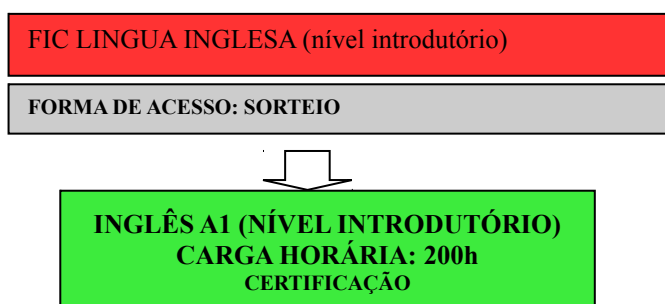 FIC LINGUA INGLESA (nível introdutório)
FORMA DE ACESSO: SORTEIO
INGLÊS A1 (NÍVEL INTRODUTÓRIO)
CARGA HORÁRIA: 200h
CERTIFICAÇÃO